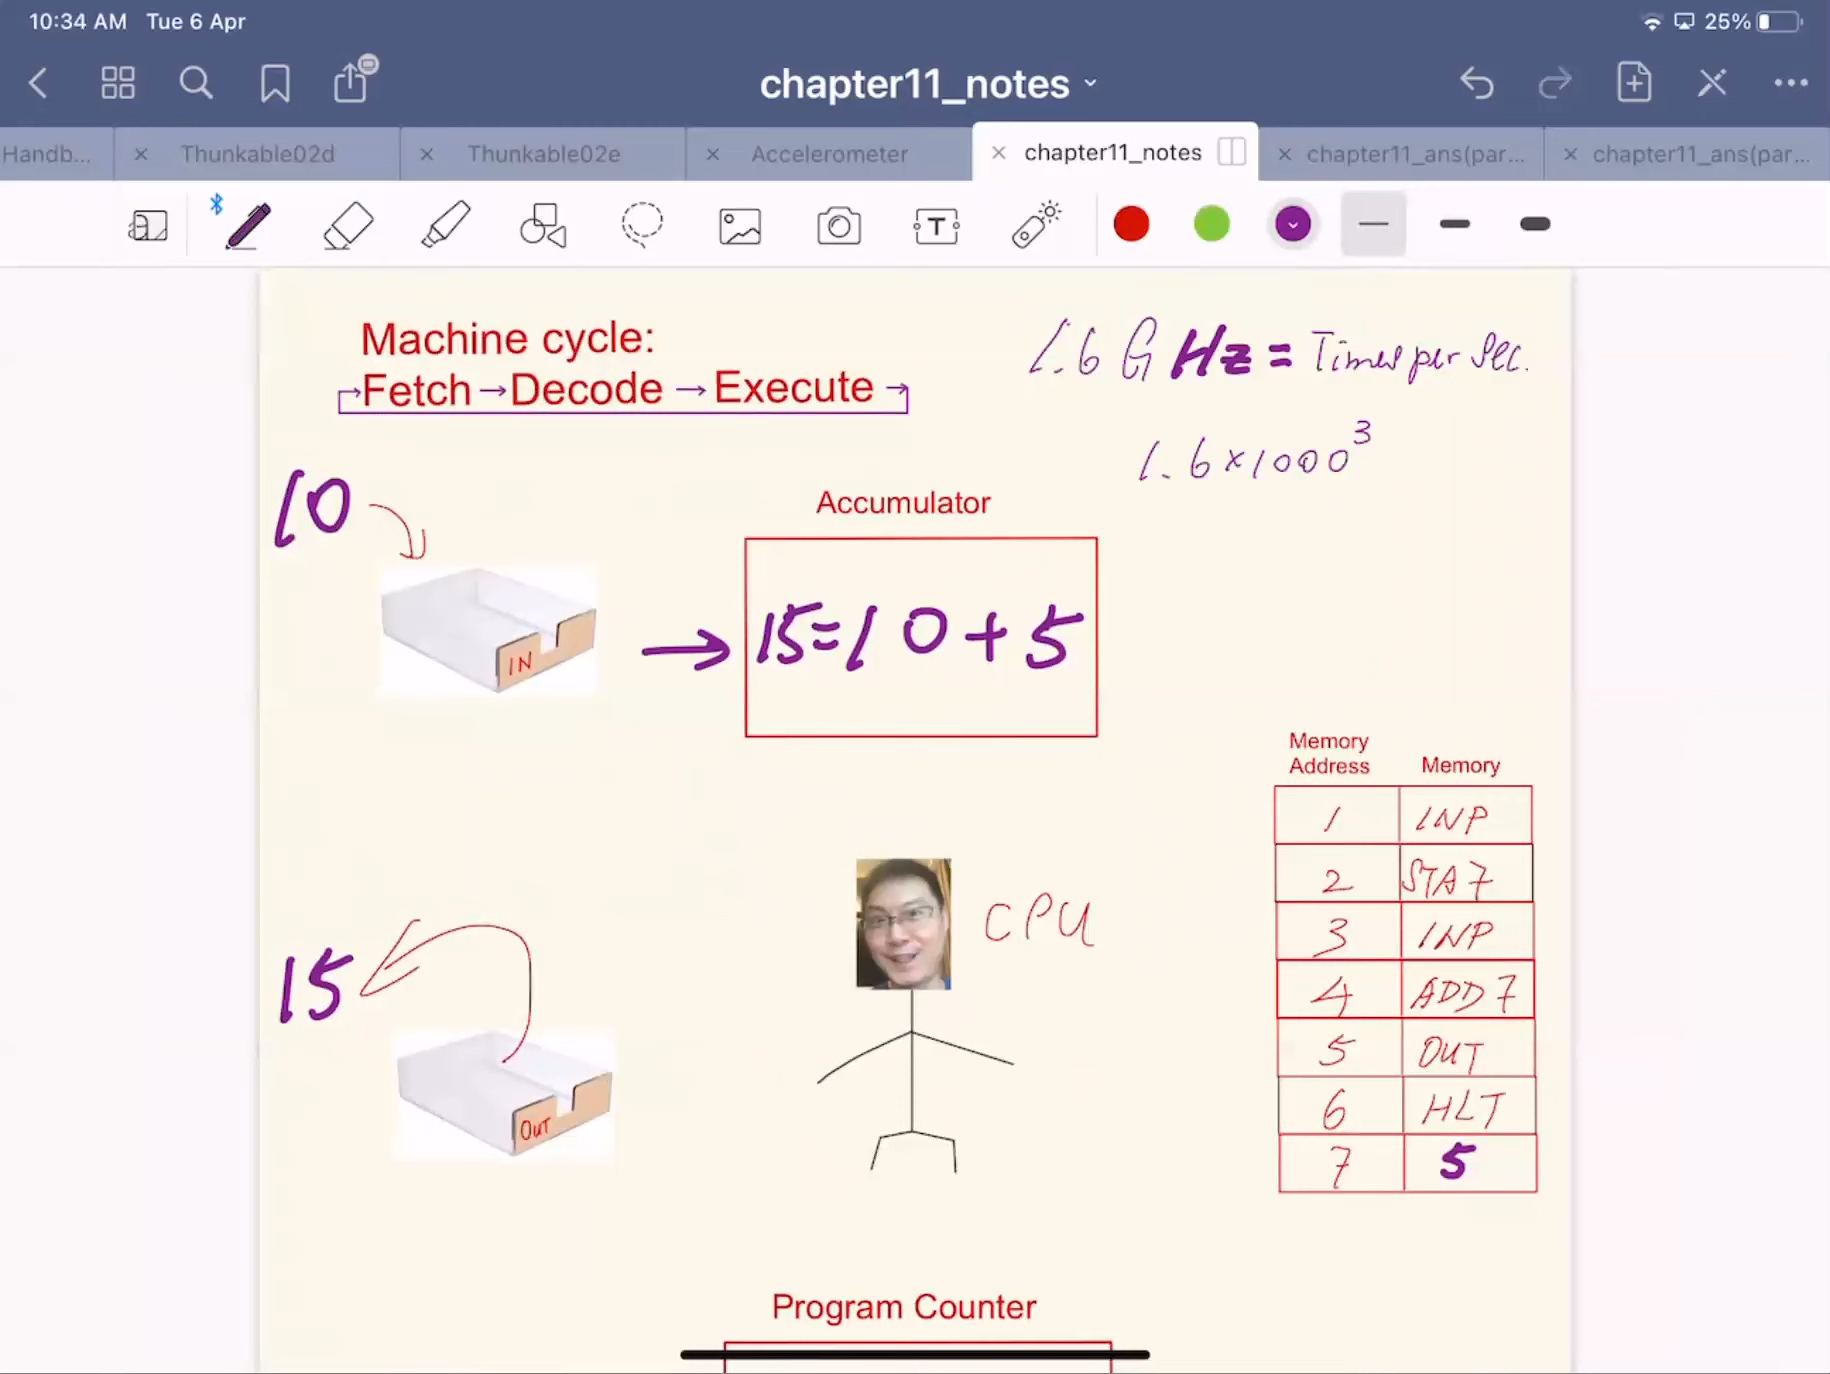 10:34 AM Tue 6 Apr
25%
chapter11_notes
Handb...
Thunkable02d
Thunkable02e
Accelerometer
chapter11_notes
chapter11_ans(par...
chapter11_ans(par...
T
Machine cycle:
→Fetch→Decode→Execute→
1.6 G Hz = Times per Sec.
1.6×1000³
10
Accumulator
IN
→ 15=10+5
Memory Address Memory
1 INP
2 STA 7
3 INP
4 ADD 7
5 OUT
6 HLT
7 5
CPU
15
OUT
Program Counter